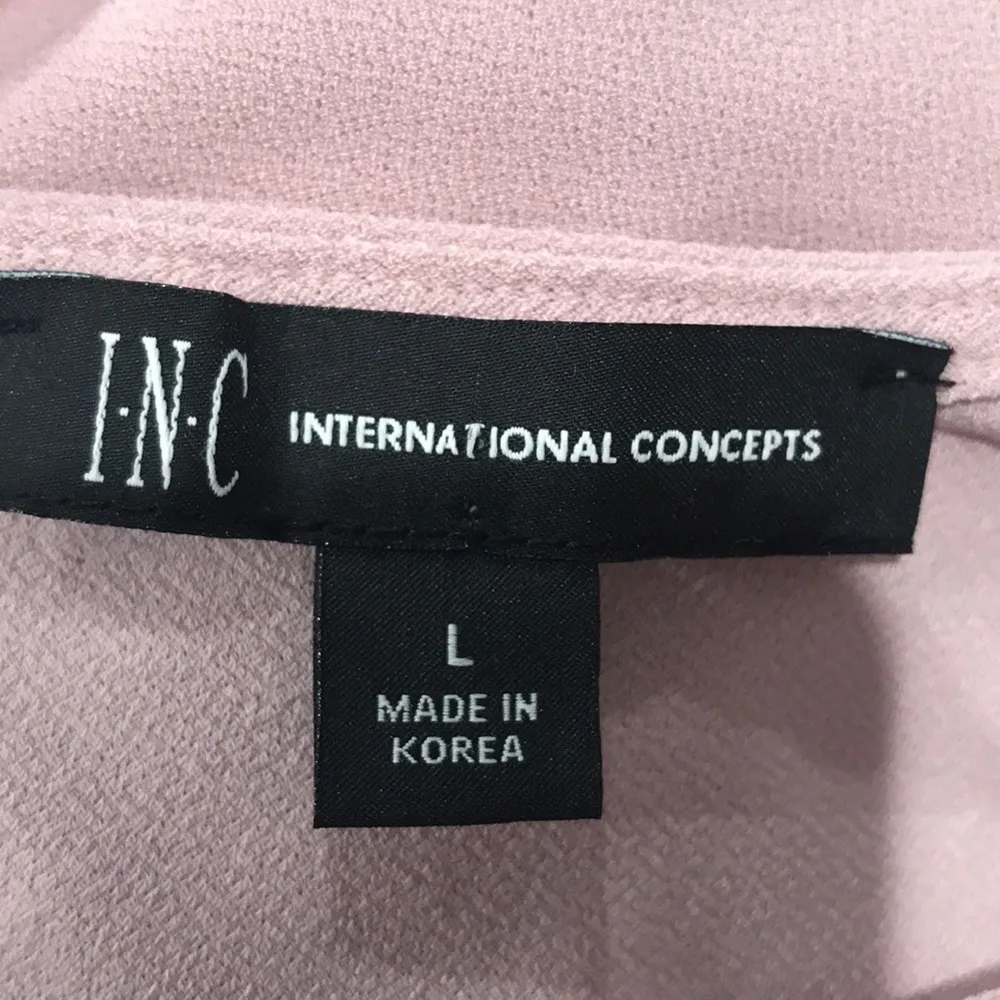 I·N·C INTERNATIONAL CONCEPTS
L
MADE IN
KOREA